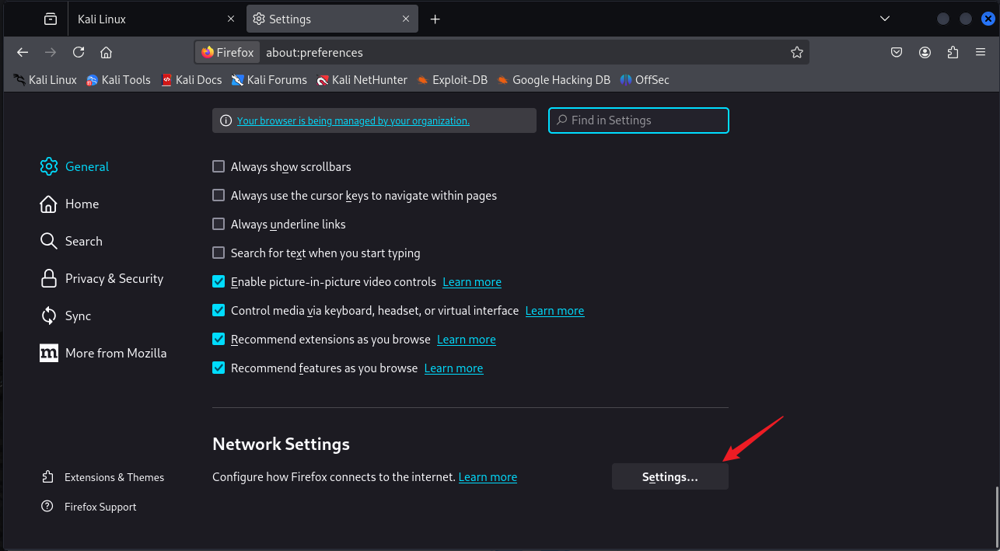 Kali Linux
Settings
Firefox about:preferences
Kali Linux Kali Tools Kali Docs Kali Forums Kali NetHunter Exploit-DB Google Hacking DB OffSec
Your browser is being managed by your organization. Find in Settings
General
Home
Search
Privacy & Security
Sync
m More from Mozilla
Extensions & Themes
Firefox Support
Always show scrollbars
Always use the cursor keys to navigate within pages
Always underline links
Search for text when you start typing
Enable picture-in-picture video controls Learn more
Control media via keyboard, headset, or virtual interface Learn more
Recommend extensions as you browse Learn more
Recommend features as you browse Learn more
Network Settings
Configure how Firefox connects to the internet. Learn more Settings...